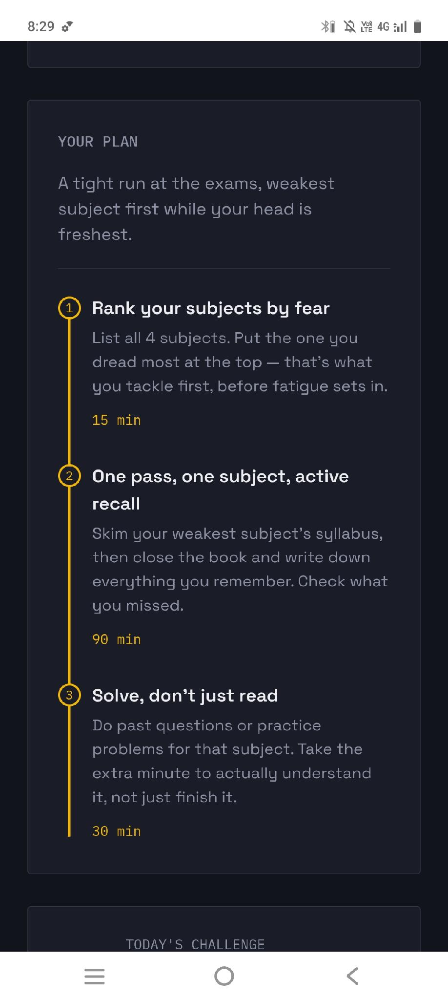 8:29
Vo) LTE 4G
YOUR PLAN
A tight run at the exams, weakest
subject first while your head is
freshest.
1 Rank your subjects by fear
List all 4 subjects. Put the one you
dread most at the top — that’s what
you tackle first, before fatigue sets in.
15 min
2 One pass, one subject, active
recall
Skim your weakest subject’s syllabus,
then close the book and write down
everything you remember. Check what
you missed.
90 min
3 Solve, don’t just read
Do past questions or practice
problems for that subject. Take the
extra minute to actually understand
it, not just finish it.
30 min
TODAY'S CHALLENGE